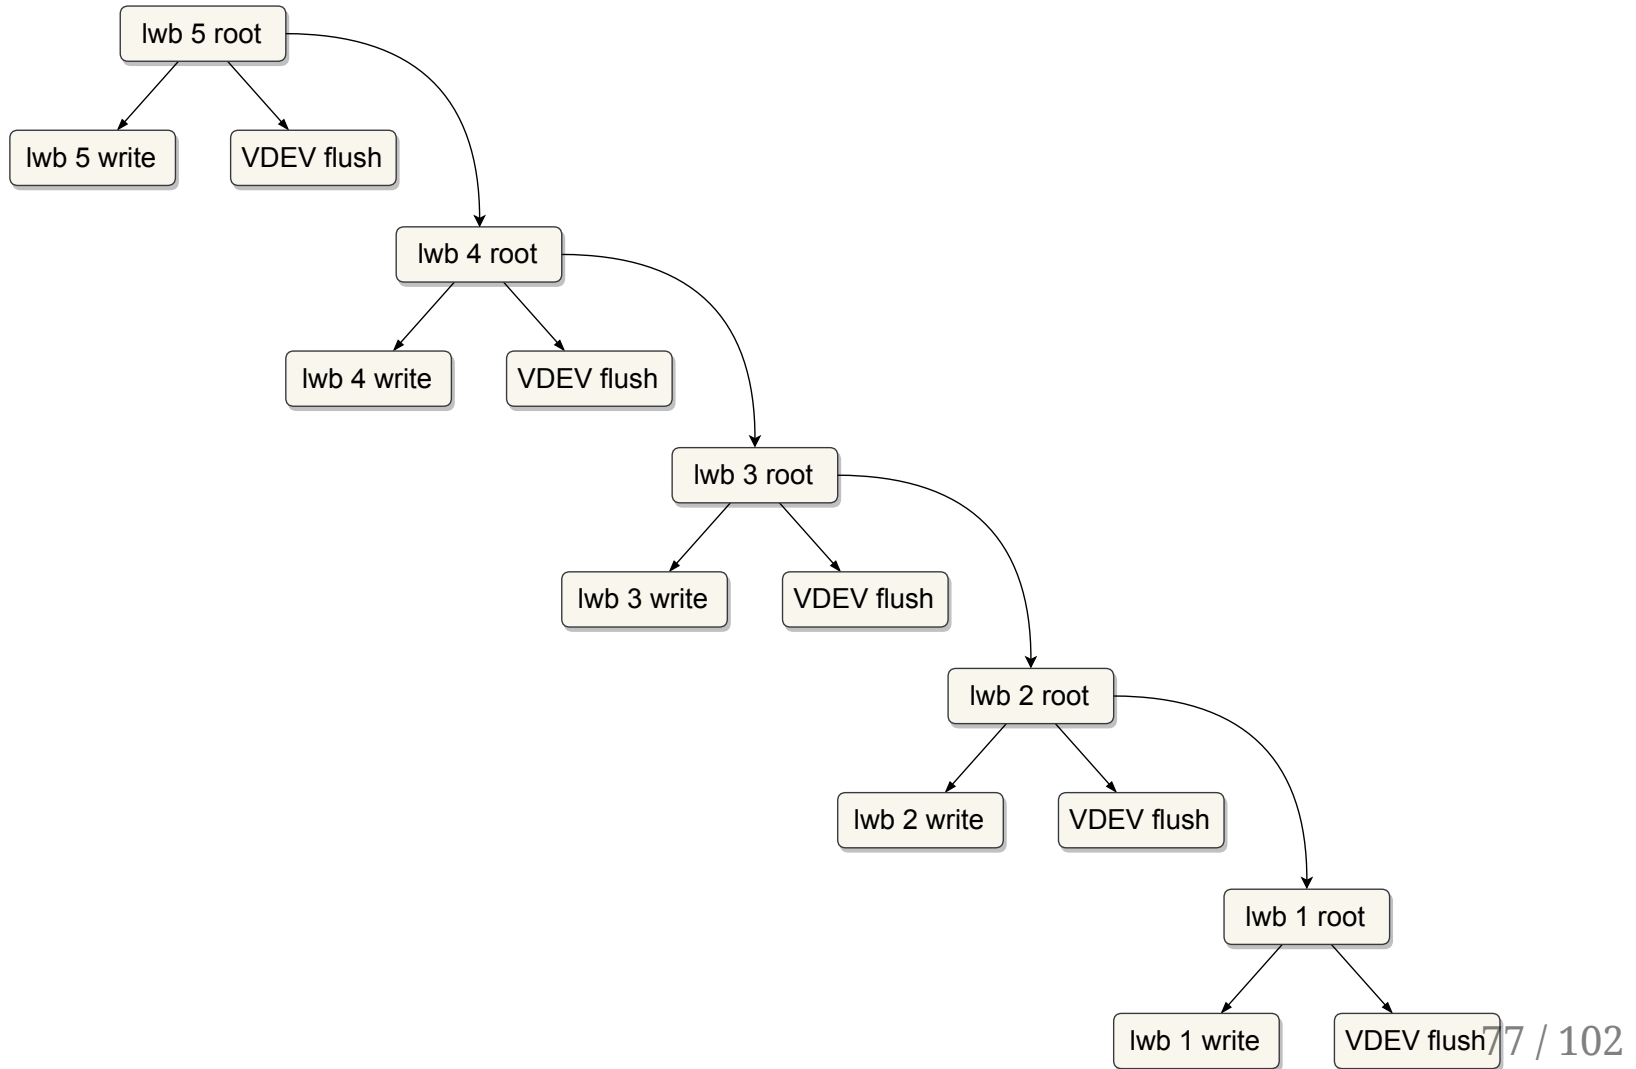 lwb 5 root
lwb 5 write
VDEV flush
lwb 4 root
lwb 4 write
VDEV flush
lwb 3 root
lwb 3 write
VDEV flush
lwb 2 root
lwb 2 write
VDEV flush
lwb 1 root
lwb 1 write
VDEV flush
77 / 102